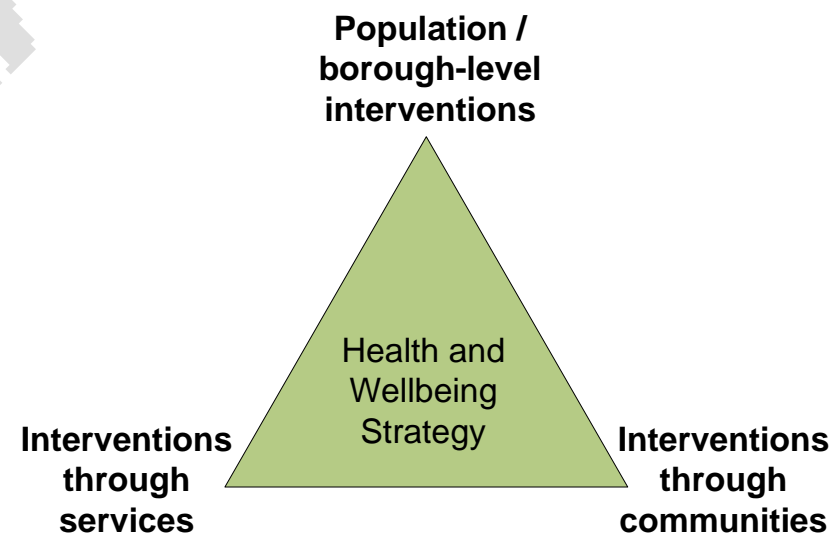 Population /
borough-level
interventions
Health and
Wellbeing
Strategy
Interventions
through
services
Interventions
through
communities